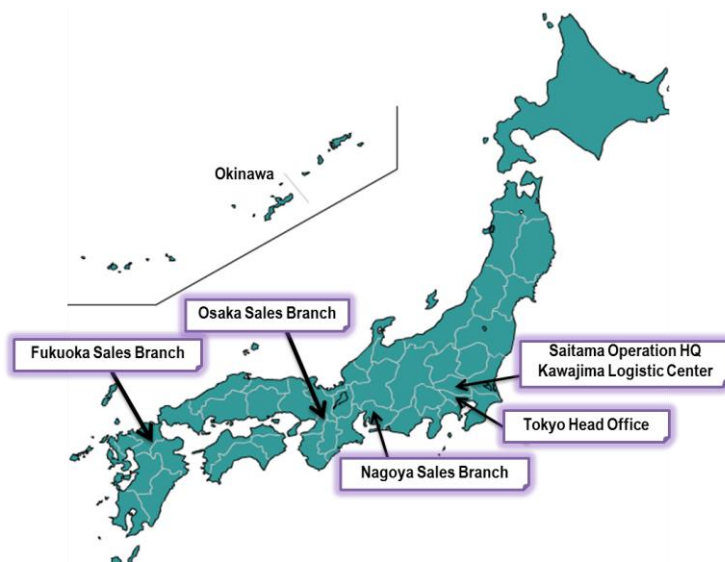 Okinawa
Osaka Sales Branch
Fukuoka Sales Branch
Saitama Operation HQ
Kawajima Logistic Center
Tokyo Head Office
Nagoya Sales Branch